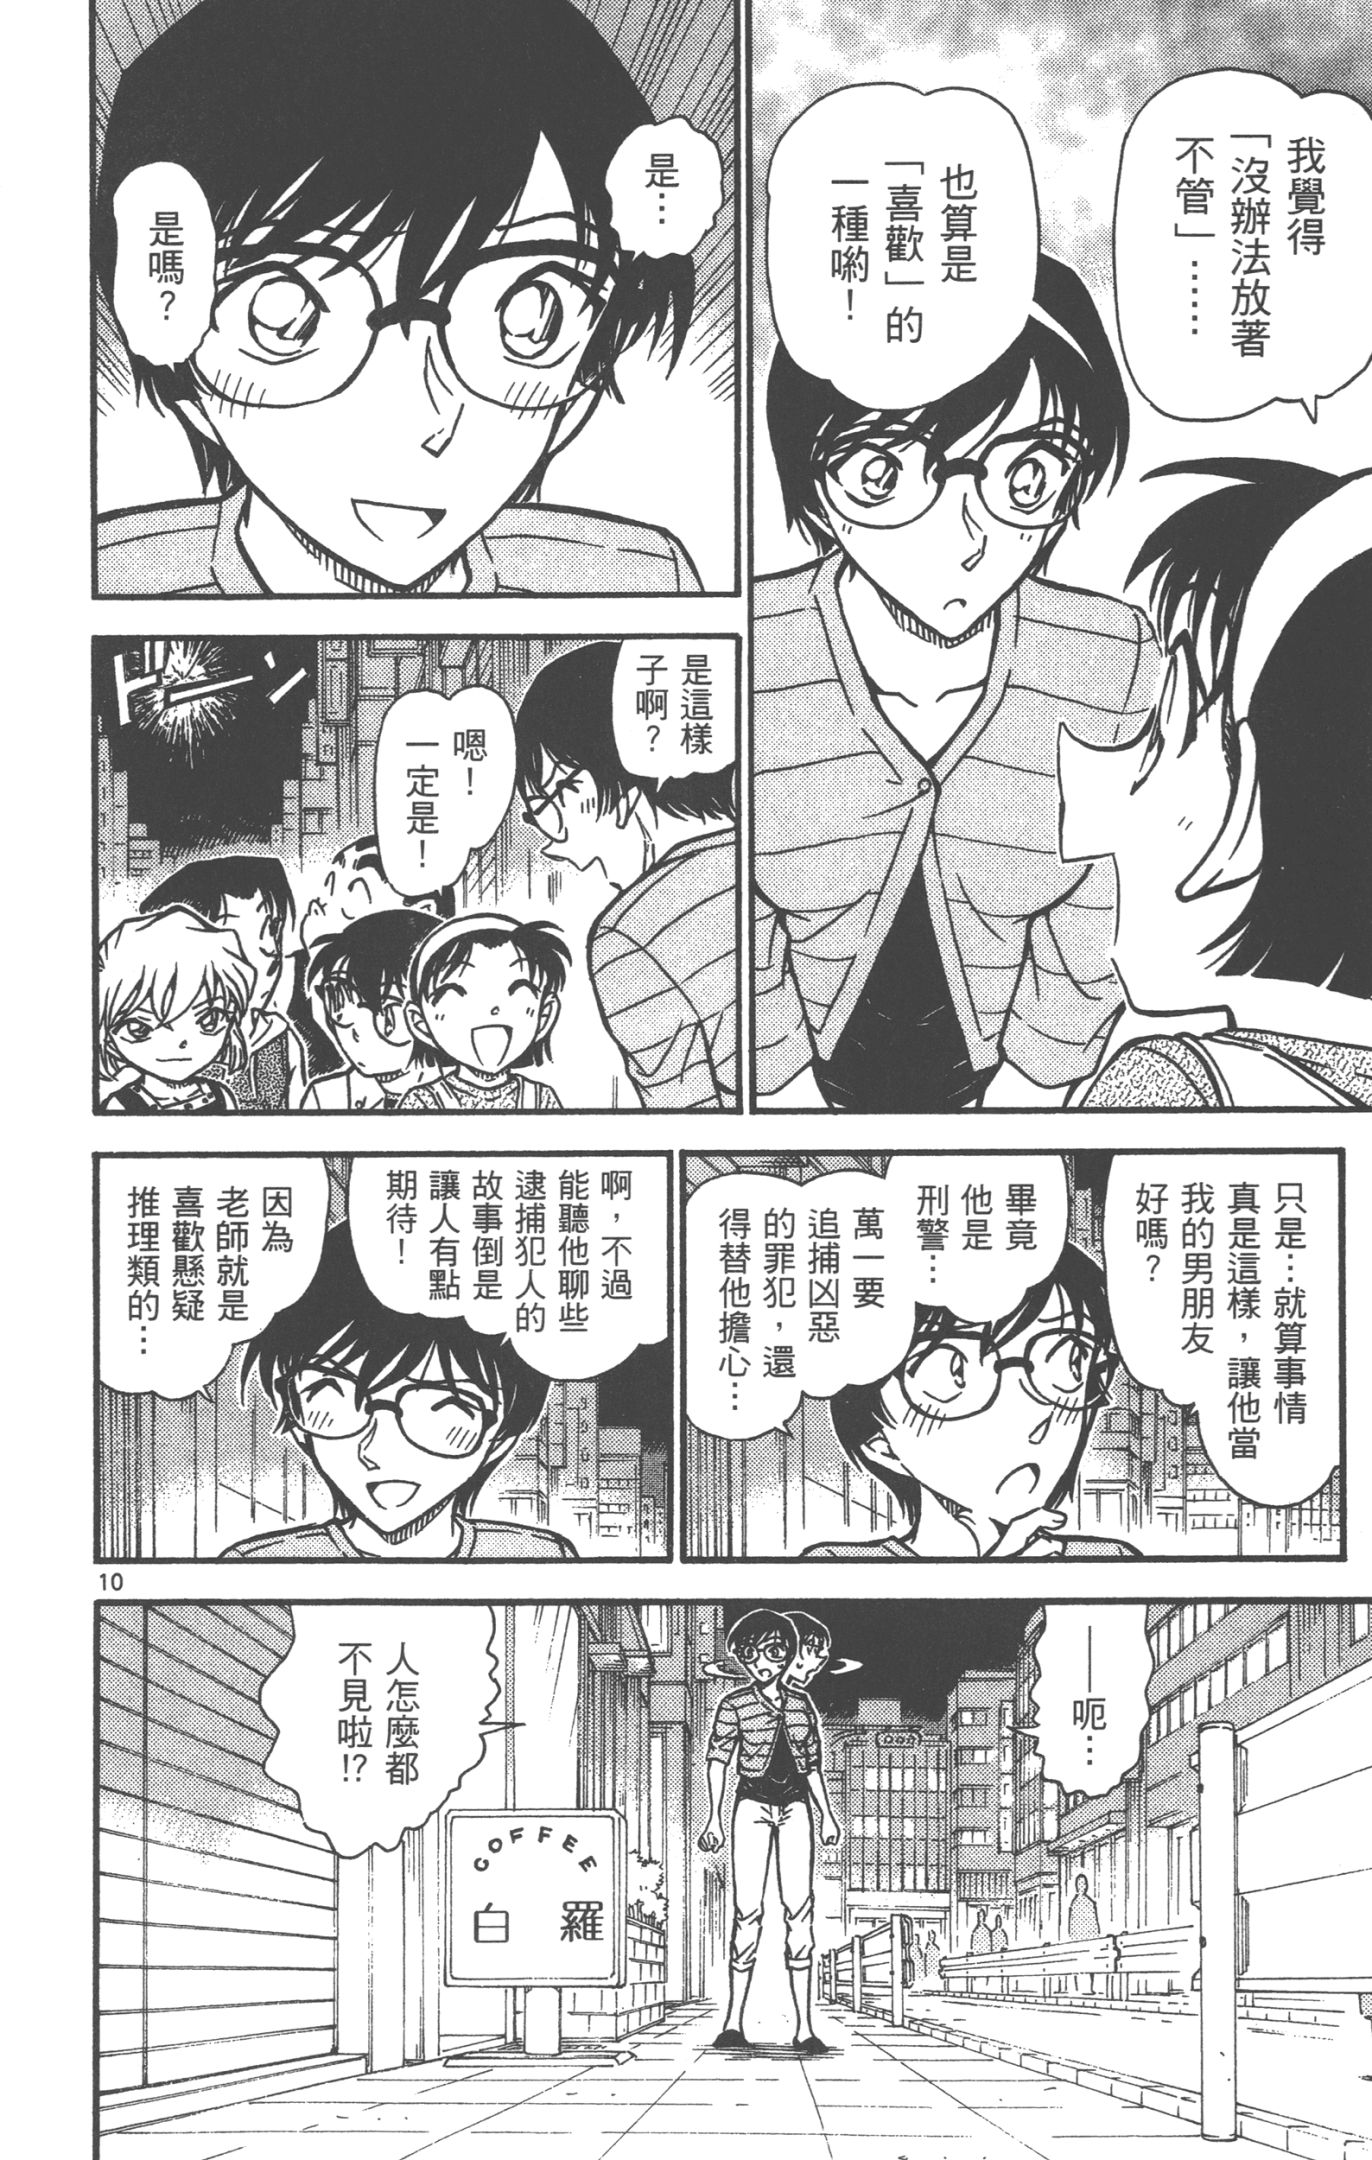 我覺得
「沒辦法放著
不管」……
也算是
「喜歡」的
一種喲！
是…
是嗎？
是這樣
子啊？
嗯！
一定是！
ドーン
只是…就算事情
真是這樣，讓他當
我的男朋友
好嗎？
畢竟
他是
刑警…
萬一要
追捕凶惡
的罪犯，還
得替他擔心…
啊，不過
能聽他聊些
逮捕犯人的
故事倒是
讓人有點
期待！
因為
老師就是
喜歡懸疑
推理類的…
10
——呃…
人怎麼都
不見啦!?
COFFEE
白羅